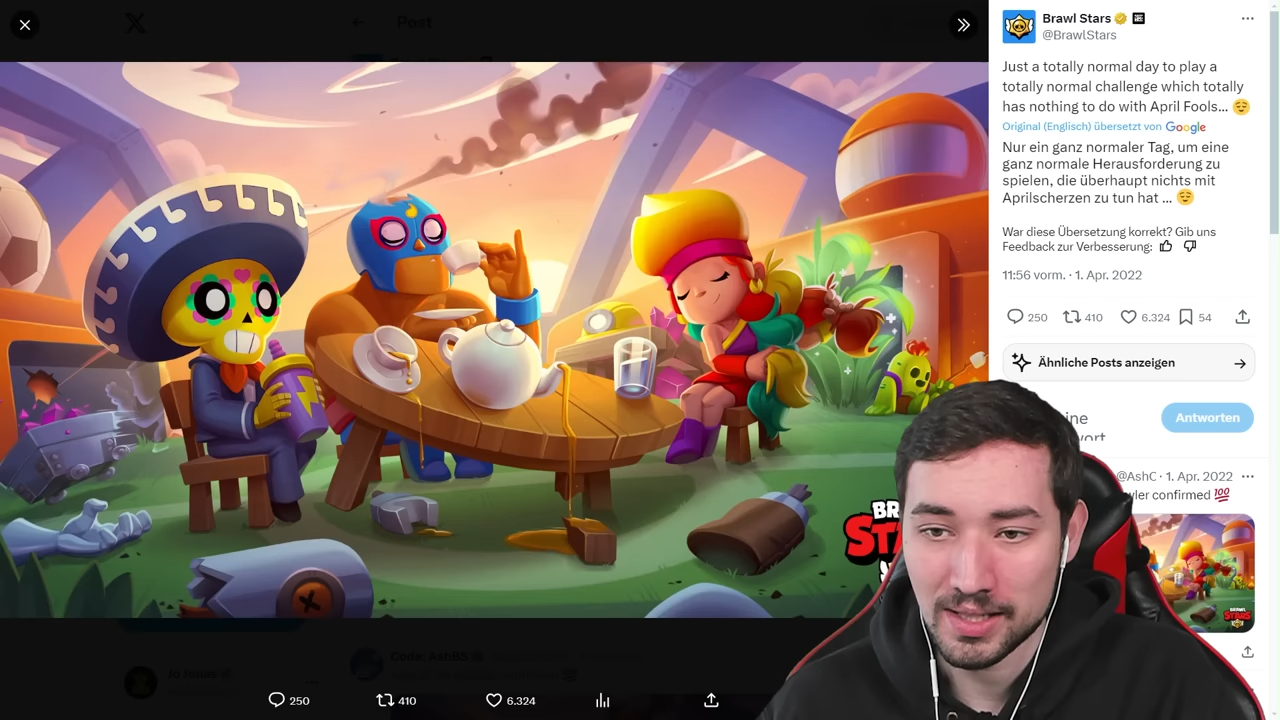 Post
Brawl Stars
@BrawlStars
Just a totally normal day to play a
totally normal challenge which totally
has nothing to do with April Fools... 😌
Original (Englisch) übersetzt von Google
Nur ein ganz normaler Tag, um eine
ganz normale Herausforderung zu
spielen, die überhaupt nichts mit
Aprilscherzen zu tun hat ... 😌
War diese Übersetzung korrekt? Gib uns
Feedback zur Verbesserung:
11:56 vorm. · 1. Apr. 2022
250 410 6.324 54
Ähnliche Posts anzeigen
Antworten
@AshC · 1. Apr. 2022
confirmed 💯
BRAWL
STARS
250 410 6.324